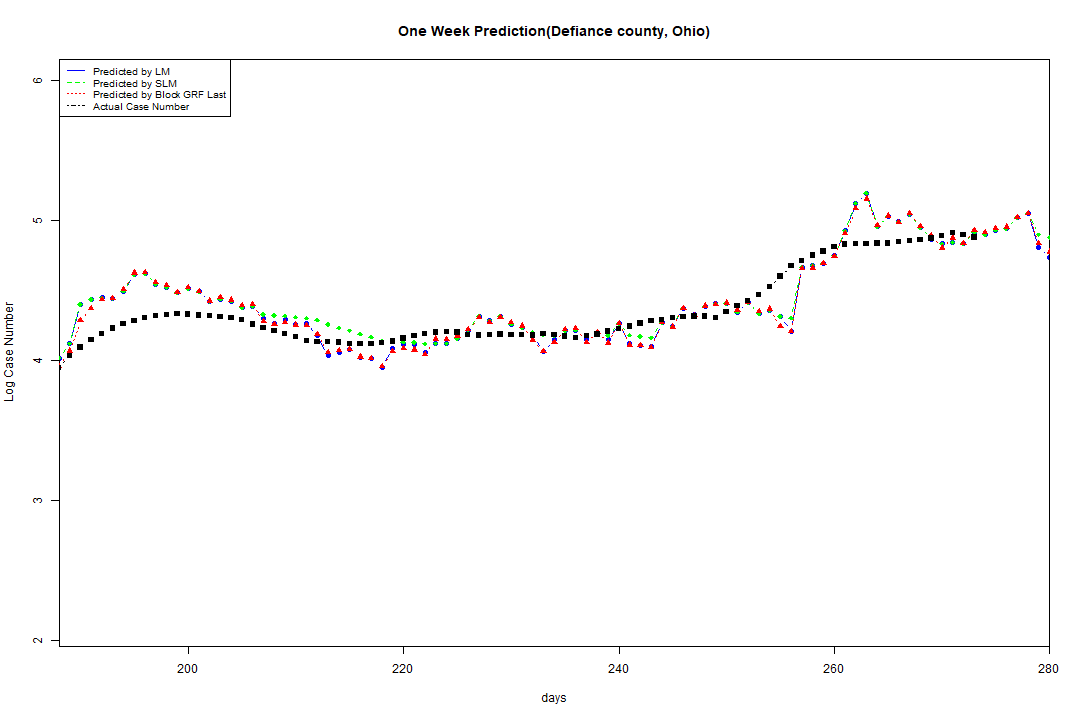 One Week Prediction(Defiance county, Ohio)
Predicted by LM
Predicted by SLM
Predicted by Block GRF Last
Actual Case Number
6
5
4
3
2
Log Case Number
200
220
240
260
280
days